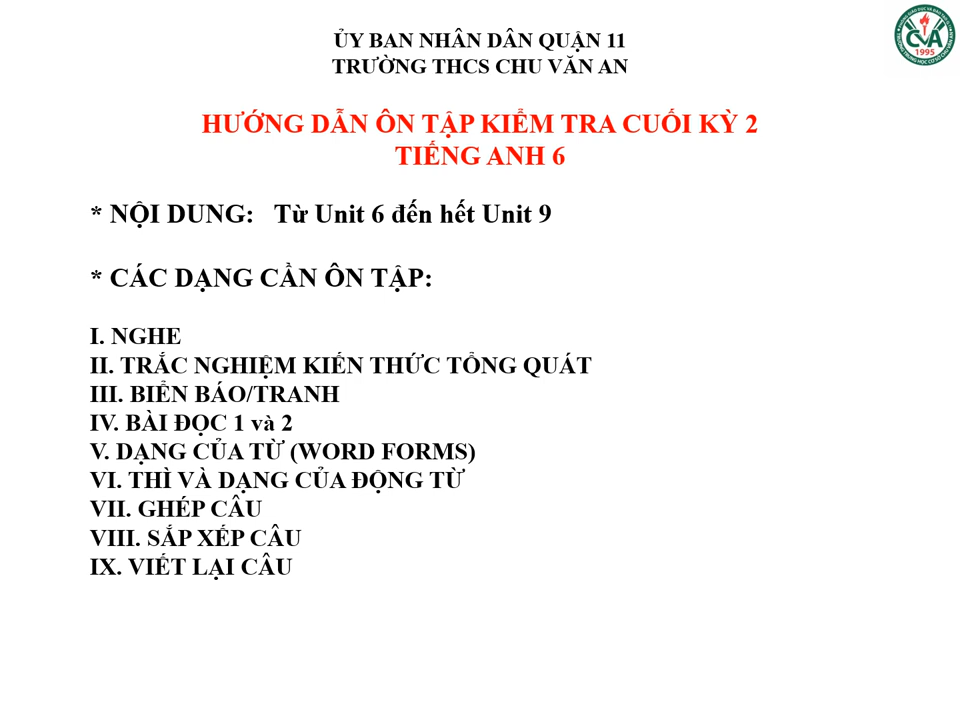 ỦY BAN NHÂN DÂN QUẬN 11
TRƯỜNG THCS CHU VĂN AN
CVA
1995
HƯỚNG DẪN ÔN TẬP KIỂM TRA CUỐI KỲ 2
TIẾNG ANH 6
* NỘI DUNG: Từ Unit 6 đến hết Unit 9
* CÁC DẠNG CẦN ÔN TẬP:
I. NGHE
II. TRẮC NGHIỆM KIẾN THỨC TỔNG QUÁT
III. BIỂN BÁO/TRANH
IV. BÀI ĐỌC 1 và 2
V. DẠNG CỦA TỪ (WORD FORMS)
VI. THÌ VÀ DẠNG CỦA ĐỘNG TỪ
VII. GHÉP CÂU
VIII. SẮP XẾP CÂU
IX. VIẾT LẠI CÂU